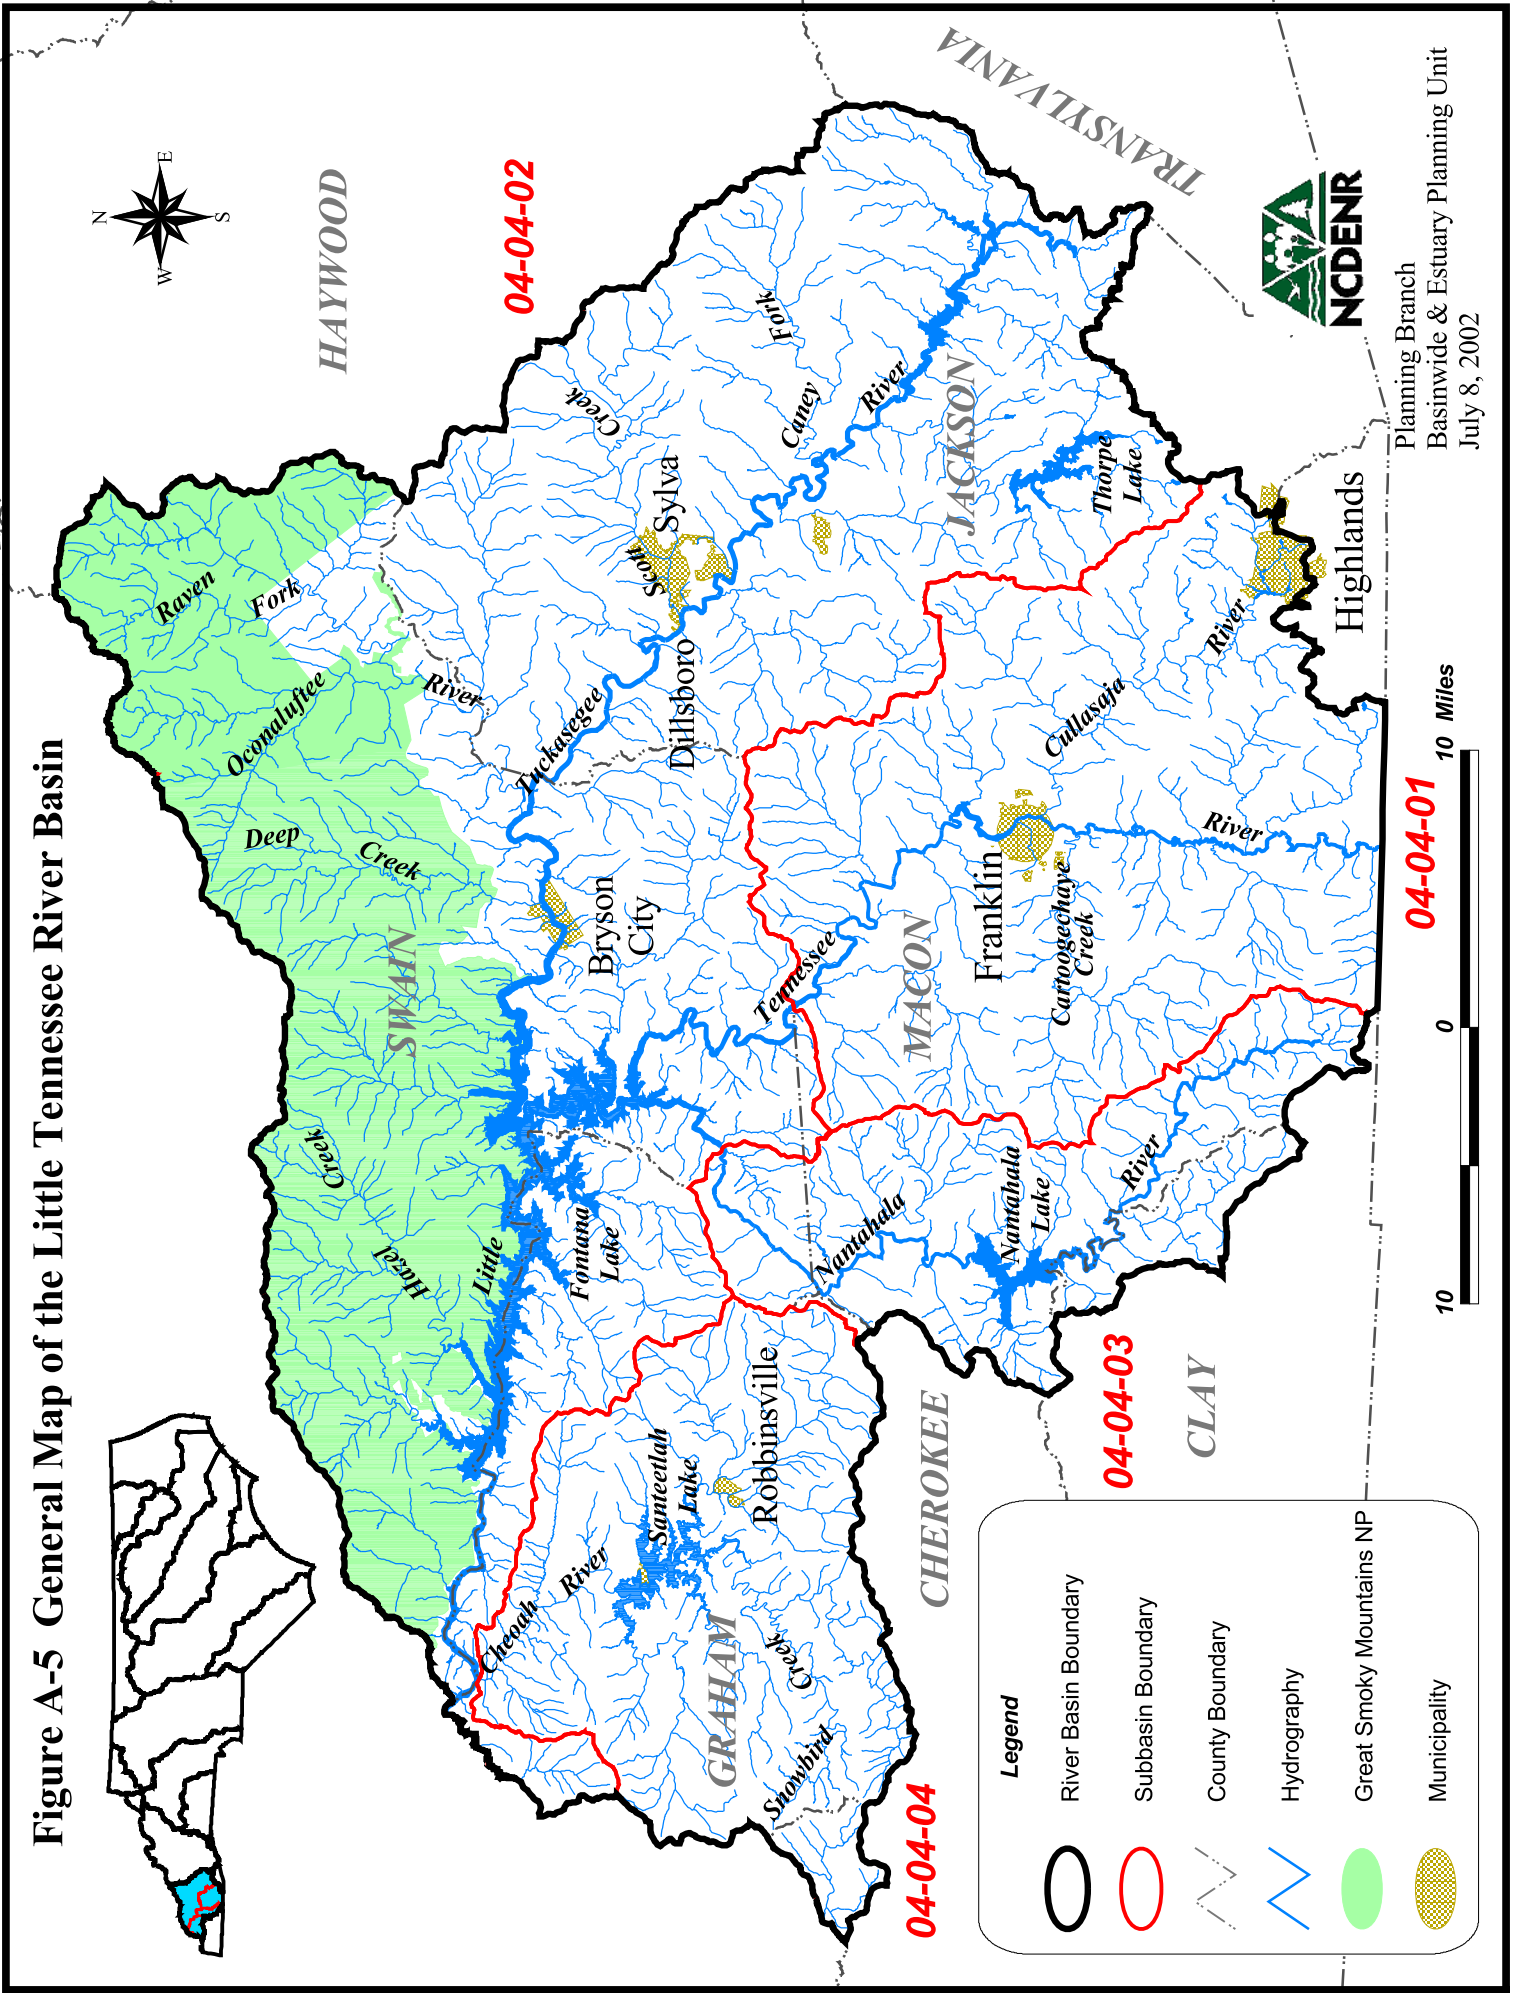 Figure A-5 General Map of the Little Tennessee River Basin
N
W
E
S
HAYWOOD
04-04-02
TRANSYLVANIA
Raven
Fork
Oconaluftee
River
Deep
Creek
SWAIN
Creek
Hazel
Little
Fontana
Lake
Tuckasegee
River
Bryson
City
Dillsboro
Scott
Creek
Sylva
Caney
Fork
JACKSON
Thorpe
Lake
Cheoah
River
Santeetlah
Lake
Robbinsville
GRAHAM
Snowbird
Creek
04-04-04
CHEROKEE
Tennessee
River
MACON
Franklin
Cartoogechaye
Creek
Cullasaja
River
Highlands
Nantahala
River
Nantahala
Lake
04-04-03
CLAY
04-04-01
10
0
10 Miles
Legend
River Basin Boundary
Subbasin Boundary
County Boundary
Hydrography
Great Smoky Mountains NP
Municipality
NCDENR
Planning Branch
Basinwide & Estuary Planning Unit
July 8, 2002